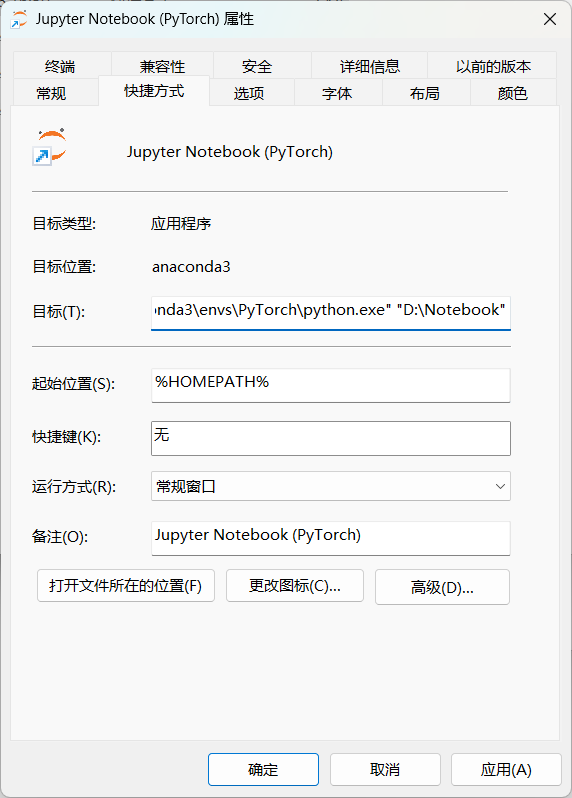 Jupyter Notebook (PyTorch) 属性
终端 兼容性 安全 详细信息 以前的版本
常规 快捷方式 选项 字体 布局 颜色
Jupyter Notebook (PyTorch)
目标类型: 应用程序
目标位置: anaconda3
目标(T): nda3\envs\PyTorch\python.exe" "D:\Notebook"
起始位置(S): %HOMEPATH%
快捷键(K): 无
运行方式(R): 常规窗口
备注(O): Jupyter Notebook (PyTorch)
打开文件所在的位置(F) 更改图标(C)... 高级(D)...
确定 取消 应用(A)